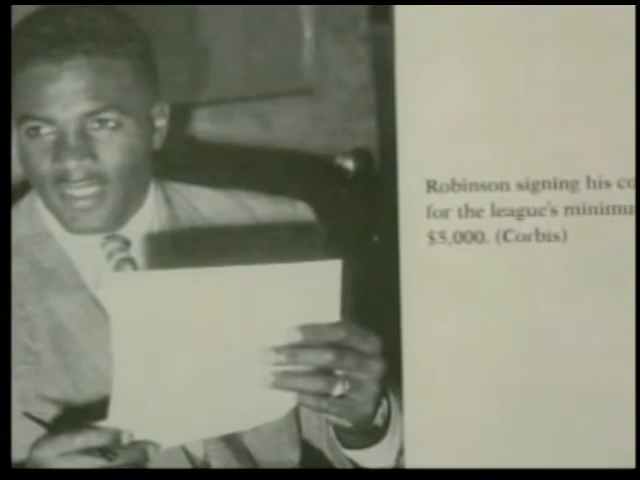 Robinson signing his co
for the league's minimu
$5,000. (Corbis)